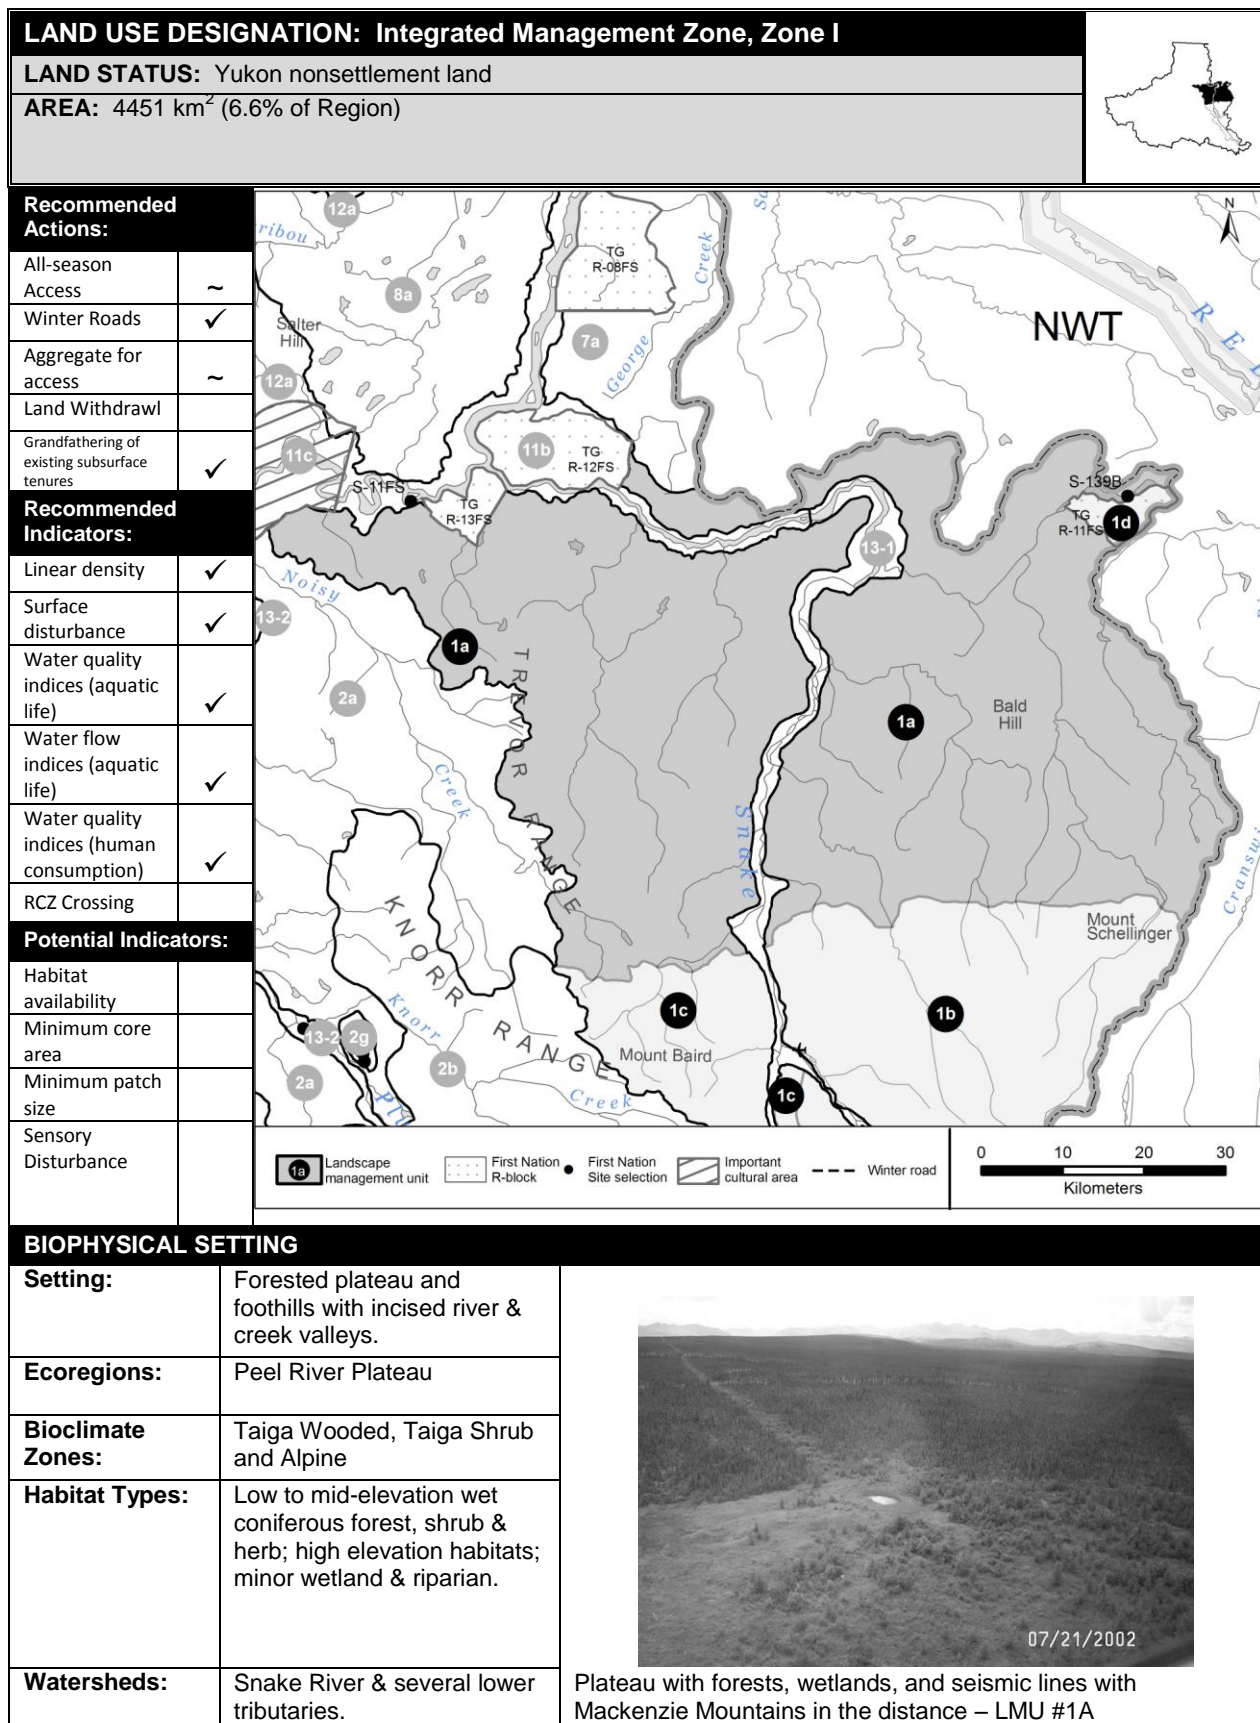 LAND USE DESIGNATION: Integrated Management Zone, Zone I
LAND STATUS: Yukon nonsettlement land
AREA: 4451 km2 (6.6% of Region)
Recommended
Actions:
All-season
Access
~
Winter Roads
✓
Aggregate for
access
~
Land Withdrawl
Grandfathering of
existing subsurface
tenures
✓
Recommended
Indicators:
Linear density
✓
Surface
disturbance
✓
Water quality
indices (aquatic
life)
✓
Water flow
indices (aquatic
life)
✓
Water quality
indices (human
consumption)
✓
RCZ Crossing
Potential Indicators:
Habitat
availability
Minimum core
area
Minimum patch
size
Sensory
Disturbance
12a
ribou
8a
Salter
Hill
12a
11c
S-11FS
TG
R-08FS
7a
George
Creek
11b
TG
R-12FS
TG
R-13FS
N
NWT
R E
S-139B
TG
R-11FS
1d
13-1
Noisy
13-2
1a
2a
Creek
TREVOR RANGE
1a
Bald
Hill
Snake
Cranswi
Mount
Schellinger
KNORR RANGE
Knorr
Creek
1c
1b
Mount Baird
13-2
2g
2a
2b
1c
1a
Landscape
management unit
First Nation
R-block
First Nation
Site selection
Important
cultural area
Winter road
0 10 20 30
Kilometers
BIOPHYSICAL SETTING
Setting:
Forested plateau and
foothills with incised river &
creek valleys.
Ecoregions:
Peel River Plateau
Bioclimate
Zones:
Taiga Wooded, Taiga Shrub
and Alpine
Habitat Types:
Low to mid-elevation wet
coniferous forest, shrub &
herb; high elevation habitats;
minor wetland & riparian.
07/21/2002
Watersheds:
Snake River & several lower
tributaries.
Plateau with forests, wetlands, and seismic lines with
Mackenzie Mountains in the distance – LMU #1A